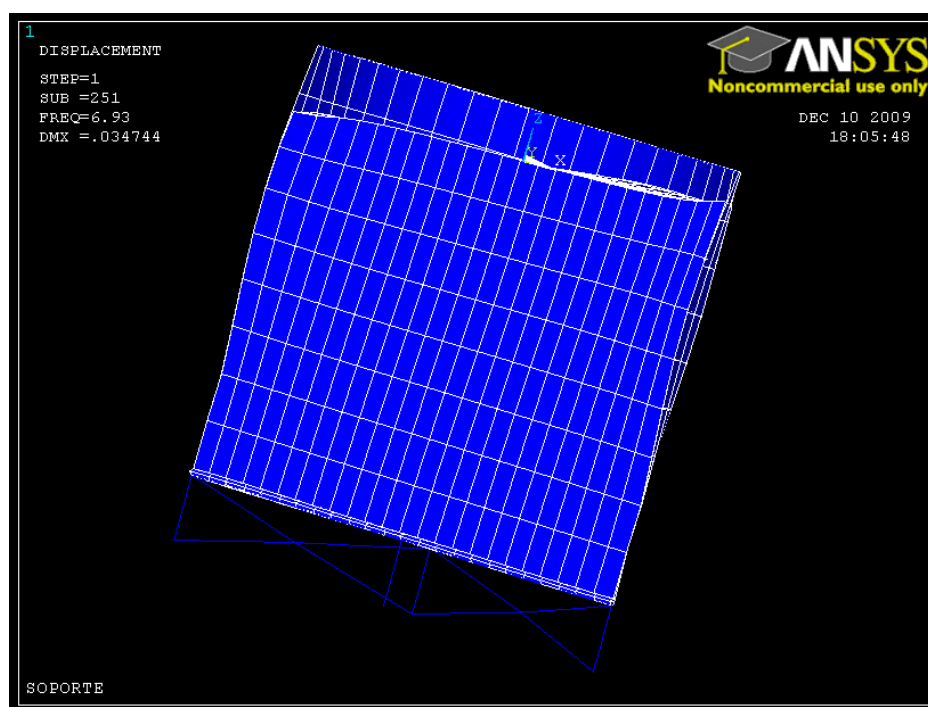 1
DISPLACEMENT
STEP=1
SUB =251
FREQ=6.93
DMX =.034744
ANSYS
Noncommercial use only
DEC 10 2009
18:05:48
Z
Y
X
SOPORTE